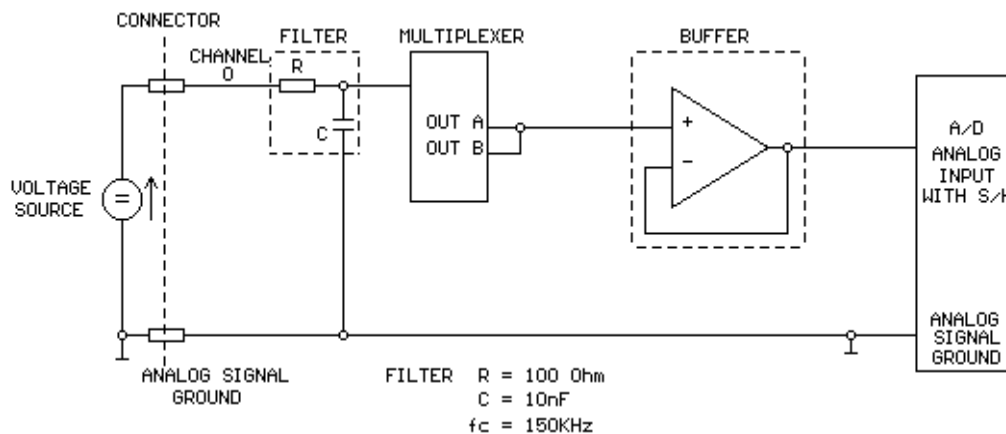 CONNECTOR
CHANNEL
0
FILTER
R
C
MULTIPLEXER
OUT A
OUT B
BUFFER
+
-
A/D
ANALOG
INPUT
WITH S/H
VOLTAGE
SOURCE
=
ANALOG SIGNAL
GROUND
ANALOG
SIGNAL
GROUND
FILTER R = 100 Ohm
C = 10nF
fc = 150KHz